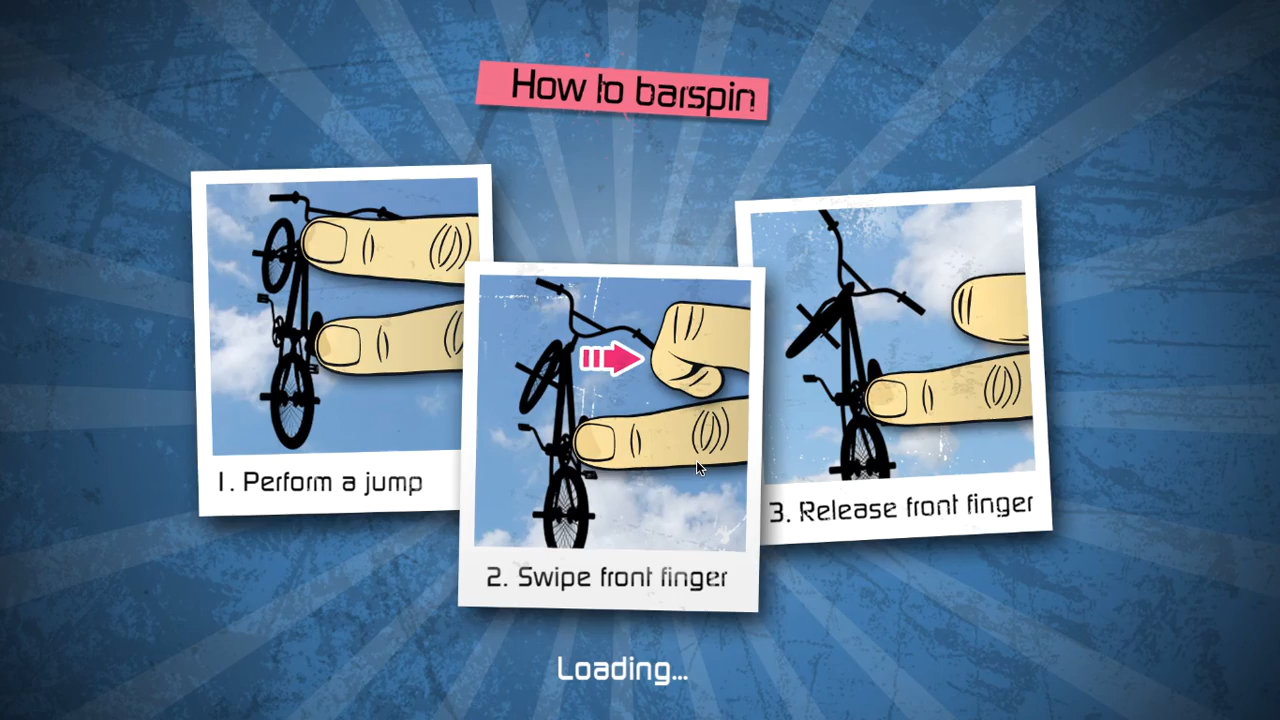 How to barspin
1. Perform a jump
2. Swipe front finger
3. Release front finger
Loading...